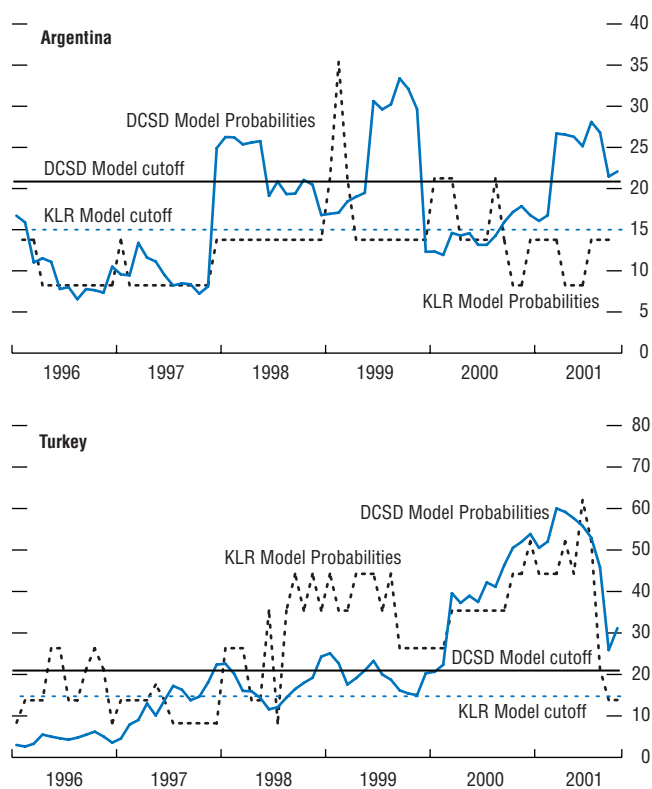 Argentina
40
35
30
25
20
15
10
5
0
DCSD Model Probabilities
DCSD Model cutoff
KLR Model cutoff
KLR Model Probabilities
1996 1997 1998 1999 2000 2001
Turkey
80
70
60
50
40
30
20
10
0
DCSD Model Probabilities
KLR Model Probabilities
DCSD Model cutoff
KLR Model cutoff
1996 1997 1998 1999 2000 2001